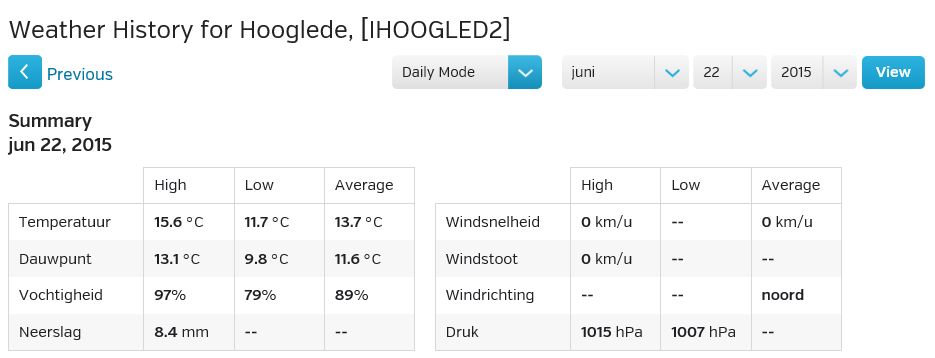 Weather History for Hooglede, [IHOOGLED2]
Previous
Daily Mode
juni
22
2015
View
Summary
jun 22, 2015
High Low Average
Temperatuur 15.6 °C 11.7 °C 13.7 °C
Dauwpunt 13.1 °C 9.8 °C 11.6 °C
Vochtigheid 97% 79% 89%
Neerslag 8.4 mm -- --
High Low Average
Windsnelheid 0 km/u -- 0 km/u
Windstoot 0 km/u -- --
Windrichting -- -- noord
Druk 1015 hPa 1007 hPa --